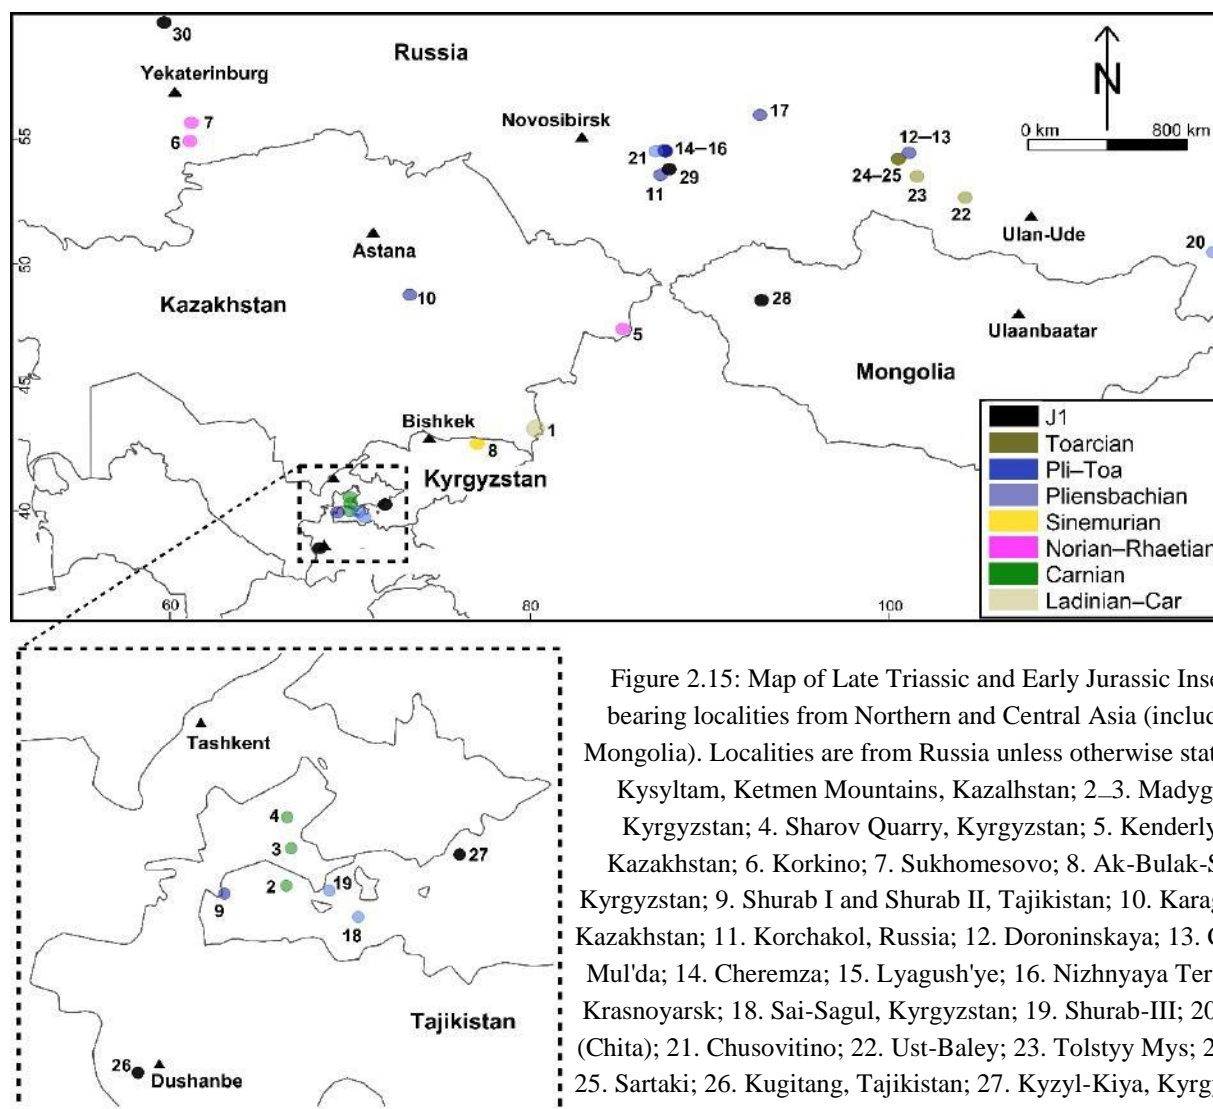 30
Russia
Yekaterinburg
N
17
7
6
Novosibirsk
0 km 800 km
12–13
21
14–16
29
11
24–25
23
22
Ulan-Ude
20
55
50
45
40
Astana
Kazakhstan
10
5
28
Ulaanbaatar
Mongolia
Bishkek
8
1
Kyrgyzstan
J1
Toarcian
Pli–Toa
Pliensbachian
Sinemurian
Norian–Rhaetian
Carnian
Ladinian–Car
60
80
100
Tashkent
4
3
27
2
19
9
18
Tajikistan
26
Dushanbe
Figure 2.15: Map of Late Triassic and Early Jurassic Inse
bearing localities from Northern and Central Asia (includ
Mongolia). Localities are from Russia unless otherwise stat
Kysyltam, Ketmen Mountains, Kazalhstan; 2–3. Madyg
Kyrgyzstan; 4. Sharov Quarry, Kyrgyzstan; 5. Kenderly
Kazakhstan; 6. Korkino; 7. Sukhomesovo; 8. Ak-Bulak-S
Kyrgyzstan; 9. Shurab I and Shurab II, Tajikistan; 10. Karag
Kazakhstan; 11. Korchakol, Russia; 12. Doroninskaya; 13.
Mul'da; 14. Cheremza; 15. Lyagush'ye; 16. Nizhnyaya Ter
Krasnoyarsk; 18. Sai-Sagul, Kyrgyzstan; 19. Shurab-III; 20
(Chita); 21. Chusovitino; 22. Ust-Baley; 23. Tolstyy Mys; 2
25. Sartaki; 26. Kugitang, Tajikistan; 27. Kyzyl-Kiya, Kyrg